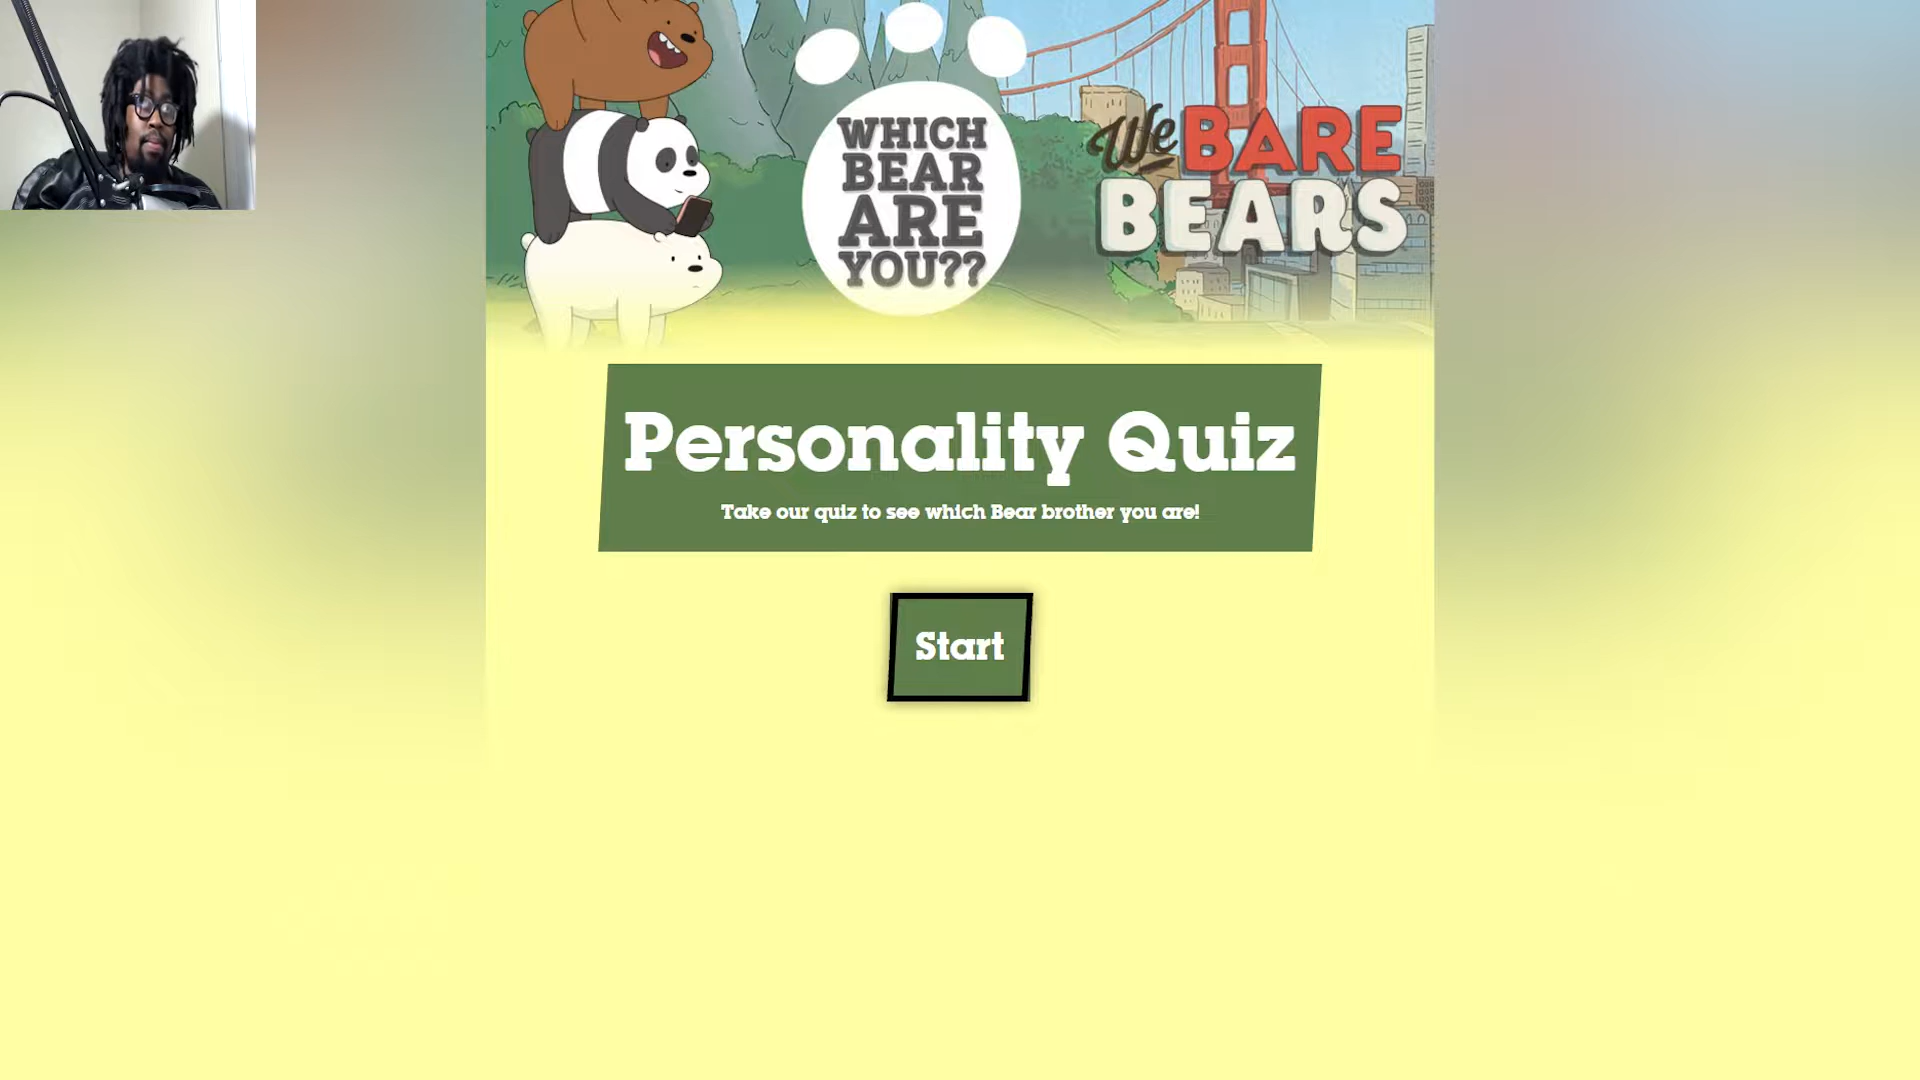 WHICH
BEAR
ARE
YOU??
We BARE
BEARS
Personality Quiz
Take our quiz to see which Bear brother you are!
Start